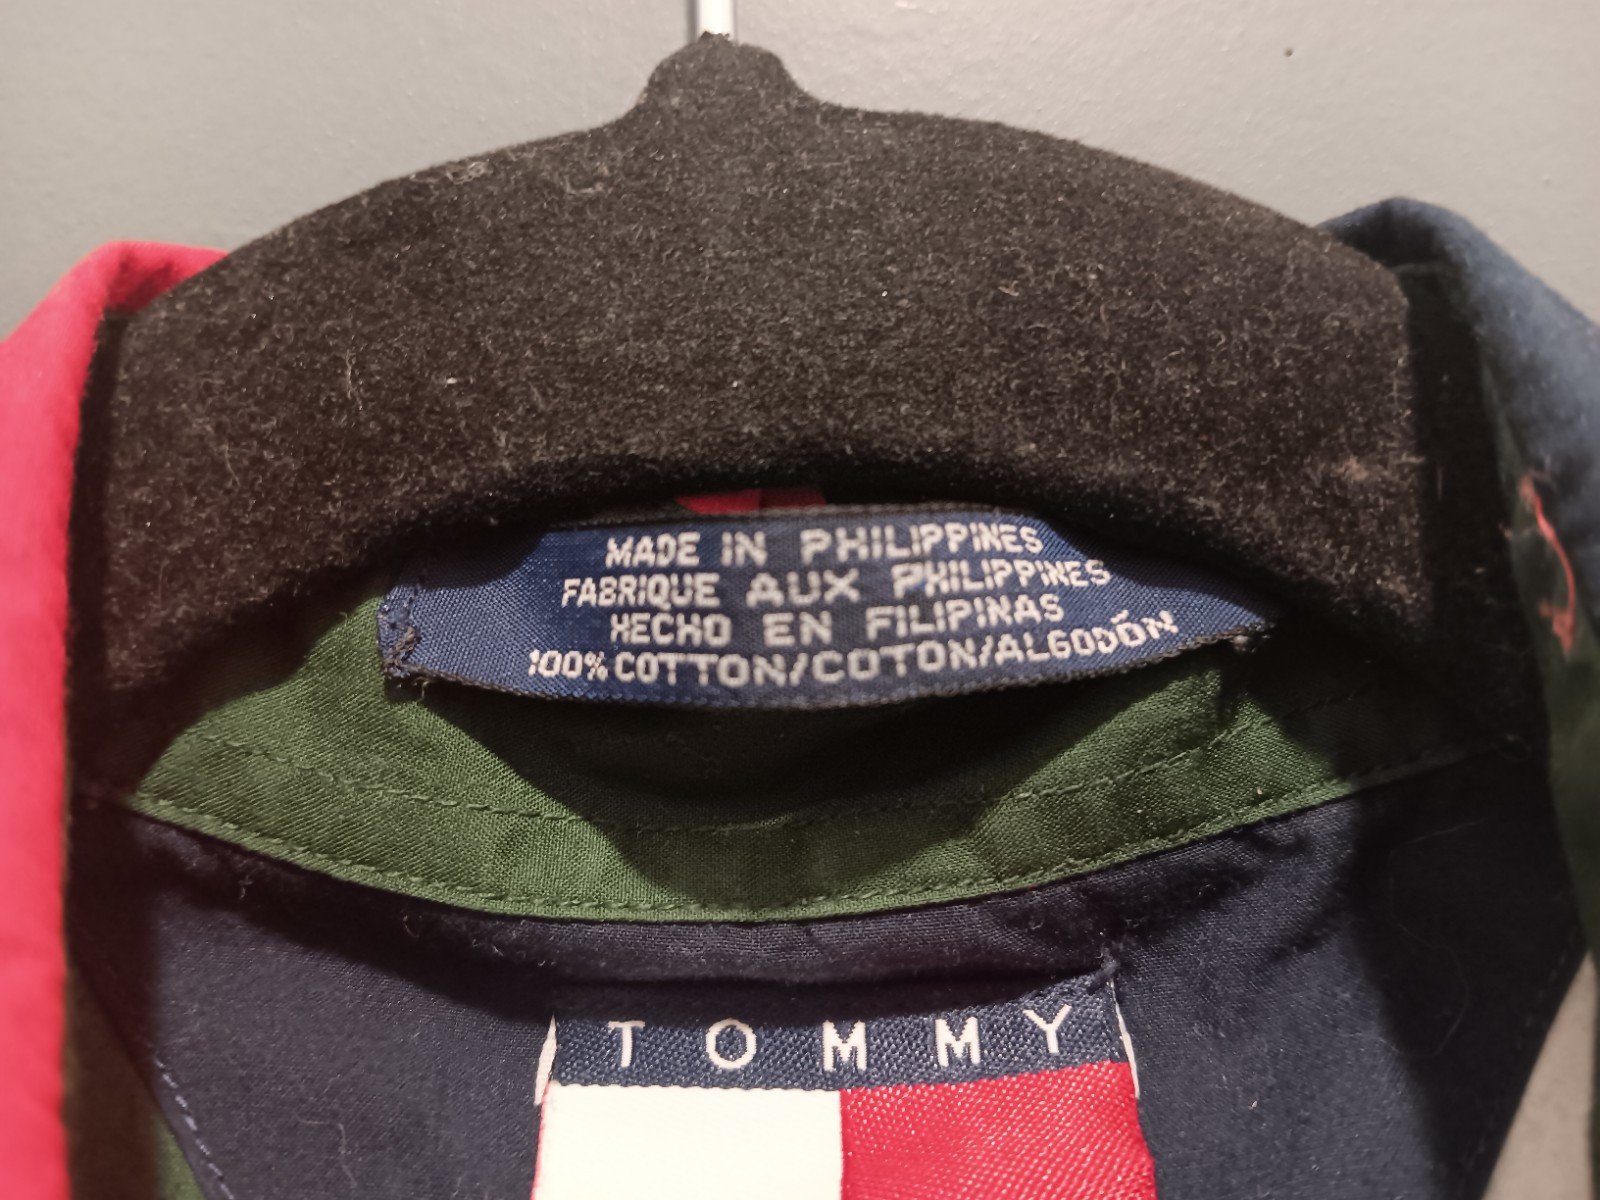 MADE IN PHILIPPINES
FABRIQUE AUX PHILIPPINES
HECHO EN FILIPINAS
100% COTTON/COTON/ALGODÓN
TOMMY